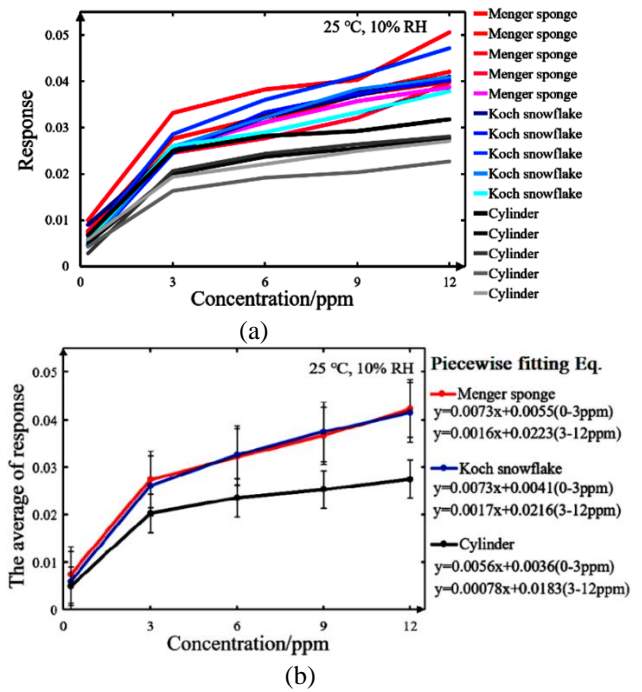 25 °C, 10% RH
0.05
0.04
0.03
0.02
0.01
0
Response
0
3
6
9
12
Concentration/ppm
Menger sponge
Menger sponge
Menger sponge
Menger sponge
Menger sponge
Koch snowflake
Koch snowflake
Koch snowflake
Koch snowflake
Koch snowflake
Cylinder
Cylinder
Cylinder
Cylinder
Cylinder
(a)
25 °C, 10% RH
0.05
0.04
0.03
0.02
0.01
0
The average of response
0
3
6
9
12
Concentration/ppm
Piecewise fitting Eq.
Menger sponge
y=0.0073x+0.0055(0-3ppm)
y=0.0016x+0.0223(3-12ppm)
Koch snowflake
y=0.0073x+0.0041(0-3ppm)
y=0.0017x+0.0216(3-12ppm)
Cylinder
y=0.0056x+0.0036(0-3ppm)
y=0.00078x+0.0183(3-12ppm)
(b)